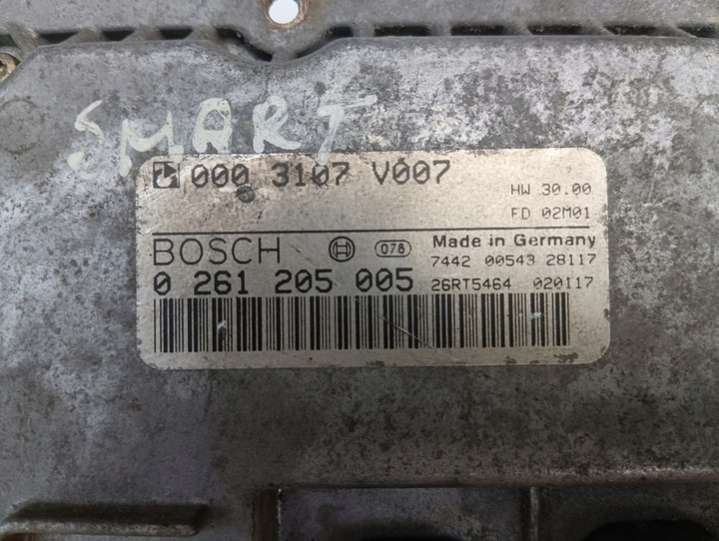 SMART
000 3107 V007
HW 30.00
FD 02M01
BOSCH 078 Made in Germany
7442 00543 28117
0 261 205 005 26RT5464 020117